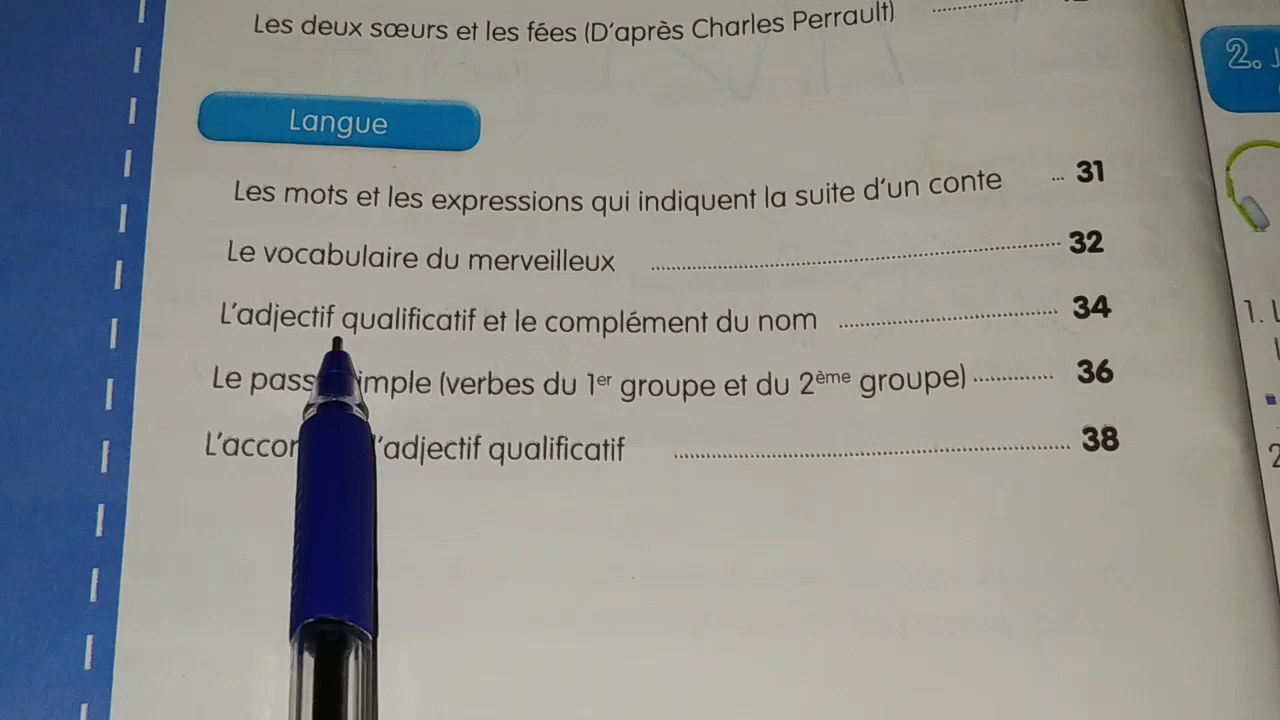 Les deux sœurs et les fées (D'après Charles Perrault) ..........
Langue
Les mots et les expressions qui indiquent la suite d'un conte ... 31
Le vocabulaire du merveilleux .......... 32
L'adjectif qualificatif et le complément du nom .......... 34
Le imple (verbes du 1er groupe et du 2ème groupe) .......... 36
l'adjectif qualificatif .......... 38
2.
1.